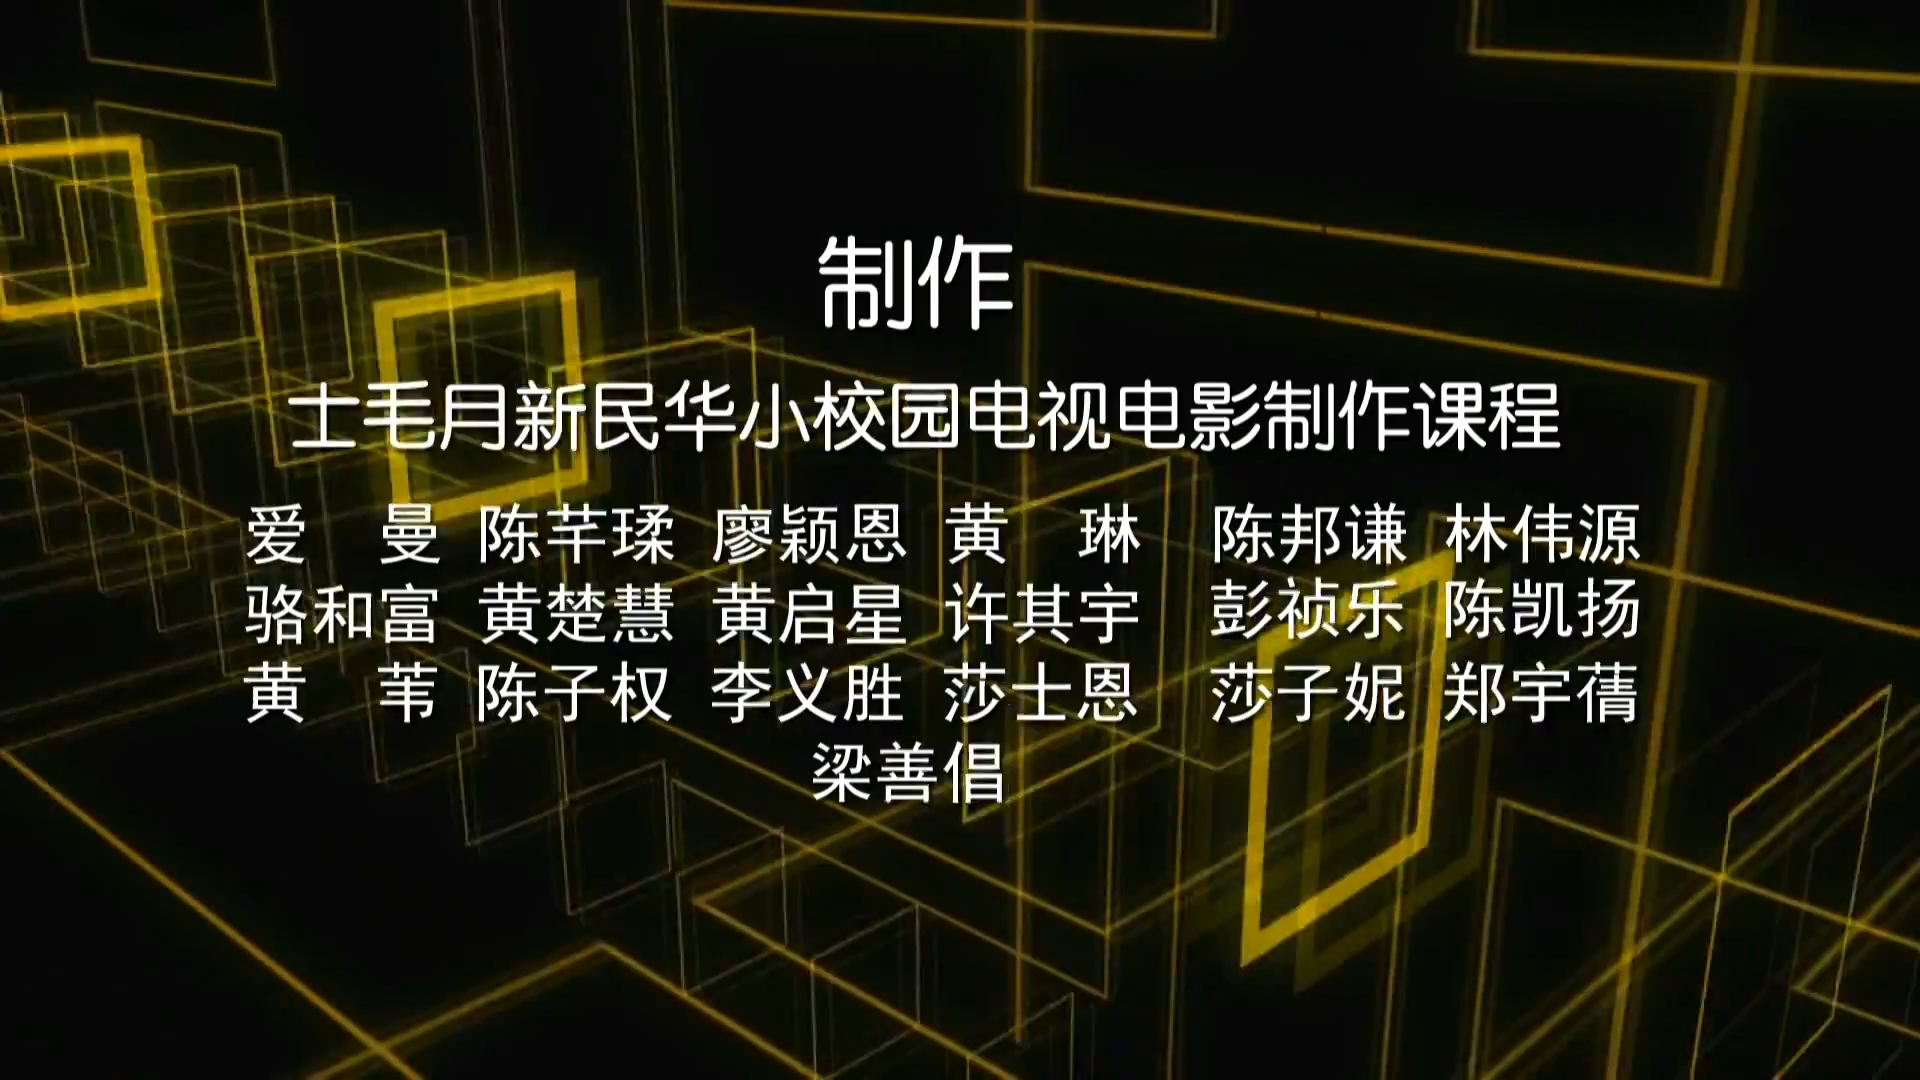 制作
士毛月新民华小校园电视电影制作课程
爱　曼 陈芊瑈 廖颖恩 黄　琳 陈邦谦 林伟源
骆和富 黄楚慧 黄启星 许其宇 彭祯乐 陈凯扬
黄　苇 陈子权 李义胜 莎士恩 莎子妮 郑宇蒨
梁善倡